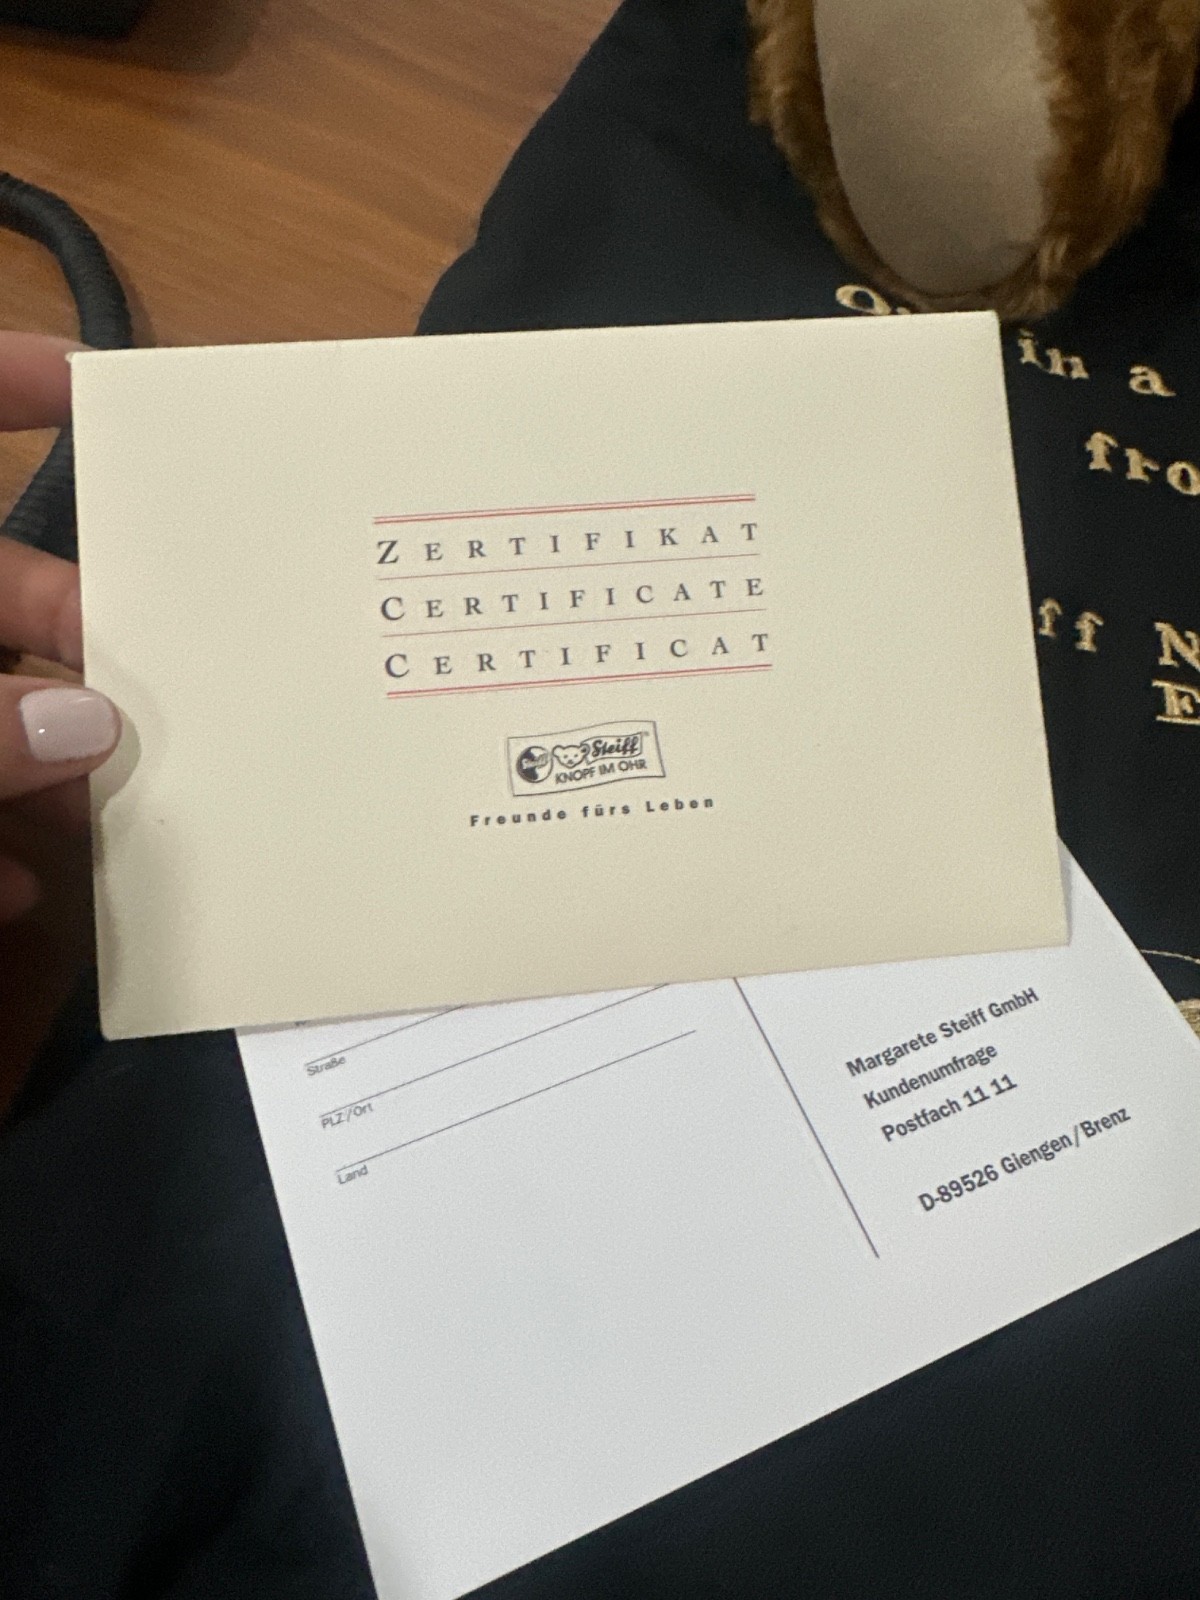 ZERTIFIKAT
CERTIFICATE
CERTIFICAT
Steiff
KNOPF IM OHR
Freunde fürs Leben
in a
Straße
PLZ/Ort
Land
Margarete Steiff GmbH
Kundenumfrage
Postfach 11 11
D-89526 Giengen/Brenz